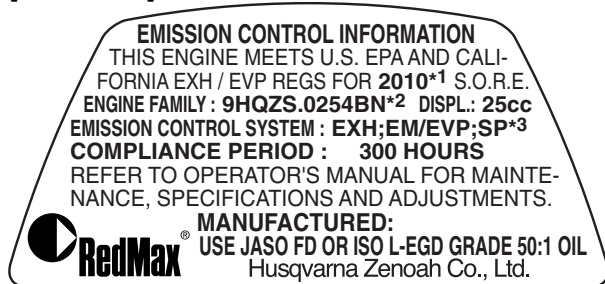 EMISSION CONTROL INFORMATION
THIS ENGINE MEETS U.S. EPA AND CALI-
FORNIA EXH / EVP REGS FOR 2010*1 S.O.R.E.
ENGINE FAMILY : 9HQZS.0254BN*2 DISPL.: 25cc
EMISSION CONTROL SYSTEM : EXH;EM/EVP;SP*3
COMPLIANCE PERIOD : 300 HOURS
REFER TO OPERATOR'S MANUAL FOR MAINTE-
NANCE, SPECIFICATIONS AND ADJUSTMENTS.
MANUFACTURED:
RedMax® USE JASO FD OR ISO L-EGD GRADE 50:1 OIL
Husqvarna Zenoah Co., Ltd.